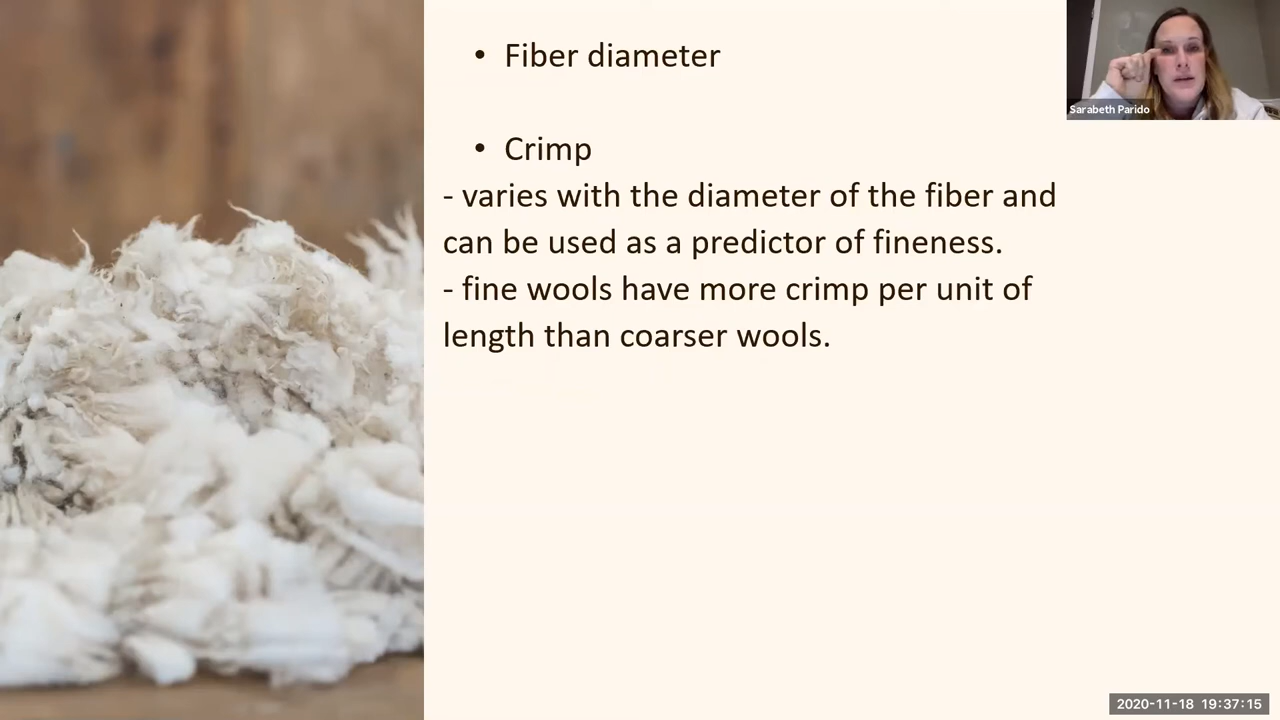 • Fiber diameter
• Crimp
- varies with the diameter of the fiber and
can be used as a predictor of fineness.
- fine wools have more crimp per unit of
length than coarser wools.
Sarabeth Parido
2020-11-18 19:37:15